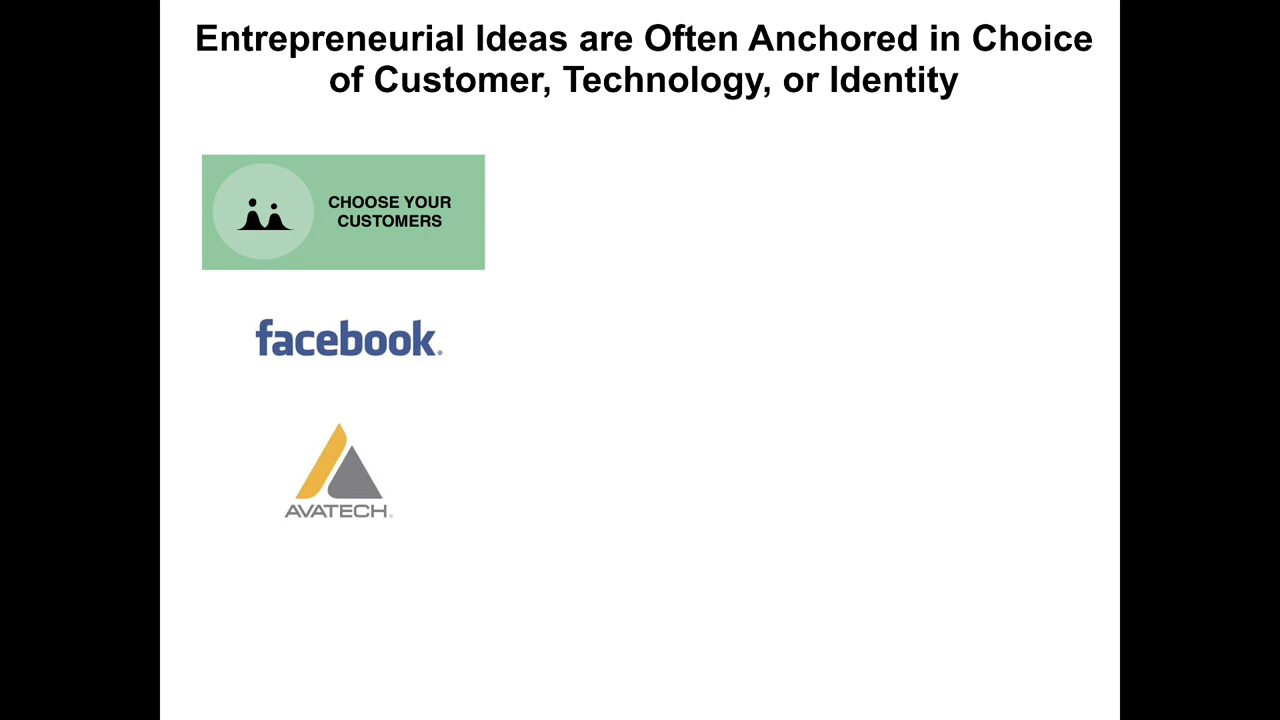 Entrepreneurial Ideas are Often Anchored in Choice
of Customer, Technology, or Identity
CHOOSE YOUR
CUSTOMERS
facebook®
AVATECH®